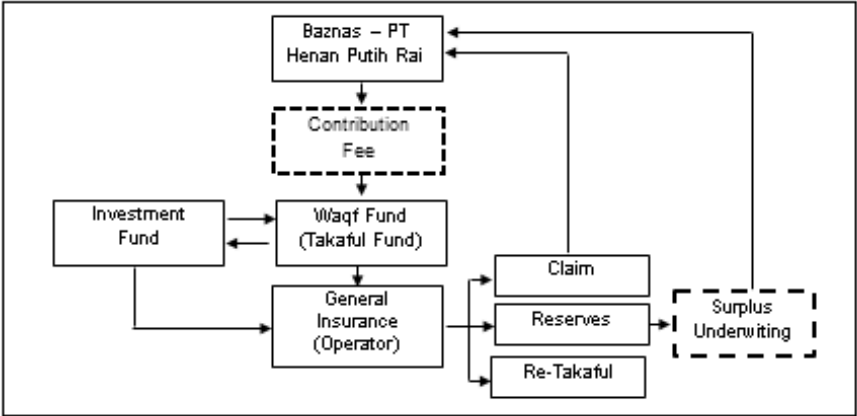 Baznas – PT
Henan Putih Rai
Contribution
Fee
Investment
Fund
Waqf Fund
(Takaful Fund)
General
Insurance
(Operator)
Claim
Reserves
Re-Takaful
Surplus
Underwiting